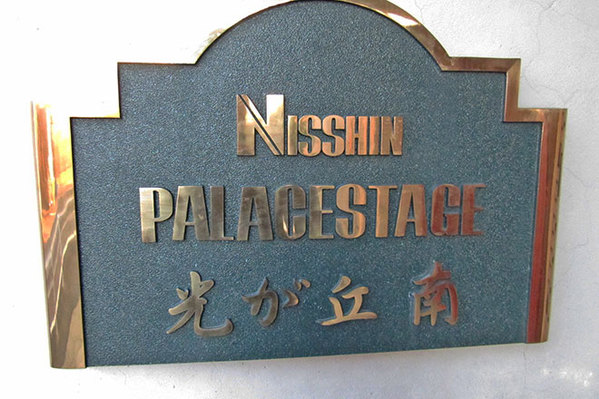 NISSHIN
PALACESTAGE
光が丘南